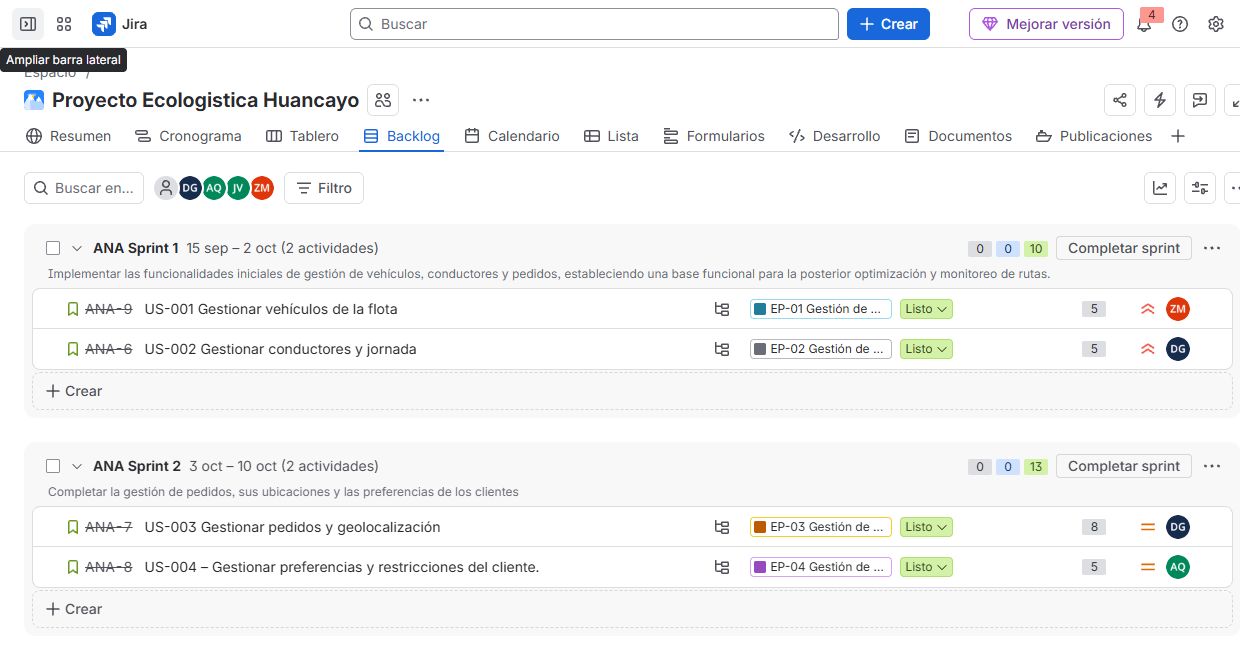 Jira
Buscar
Crear
Mejorar versión
4
Ampliar barra lateral
Espacio /
Proyecto Ecologistica Huancayo
Resumen Cronograma Tablero Backlog Calendario Lista Formularios Desarrollo Documentos Publicaciones
Buscar en... DG AQ JV ZM Filtro
ANA Sprint 1 15 sep – 2 oct (2 actividades) 0 0 10 Completar sprint
Implementar las funcionalidades iniciales de gestión de vehículos, conductores y pedidos, estableciendo una base funcional para la posterior optimización y monitoreo de rutas.
ANA-9 US-001 Gestionar vehículos de la flota EP-01 Gestión de ... Listo 5 ZM
ANA-6 US-002 Gestionar conductores y jornada EP-02 Gestión de ... Listo 5 DG
Crear
ANA Sprint 2 3 oct – 10 oct (2 actividades) 0 0 13 Completar sprint
Completar la gestión de pedidos, sus ubicaciones y las preferencias de los clientes
ANA-7 US-003 Gestionar pedidos y geolocalización EP-03 Gestión de ... Listo 8 DG
ANA-8 US-004 – Gestionar preferencias y restricciones del cliente. EP-04 Gestión de ... Listo 5 AQ
Crear